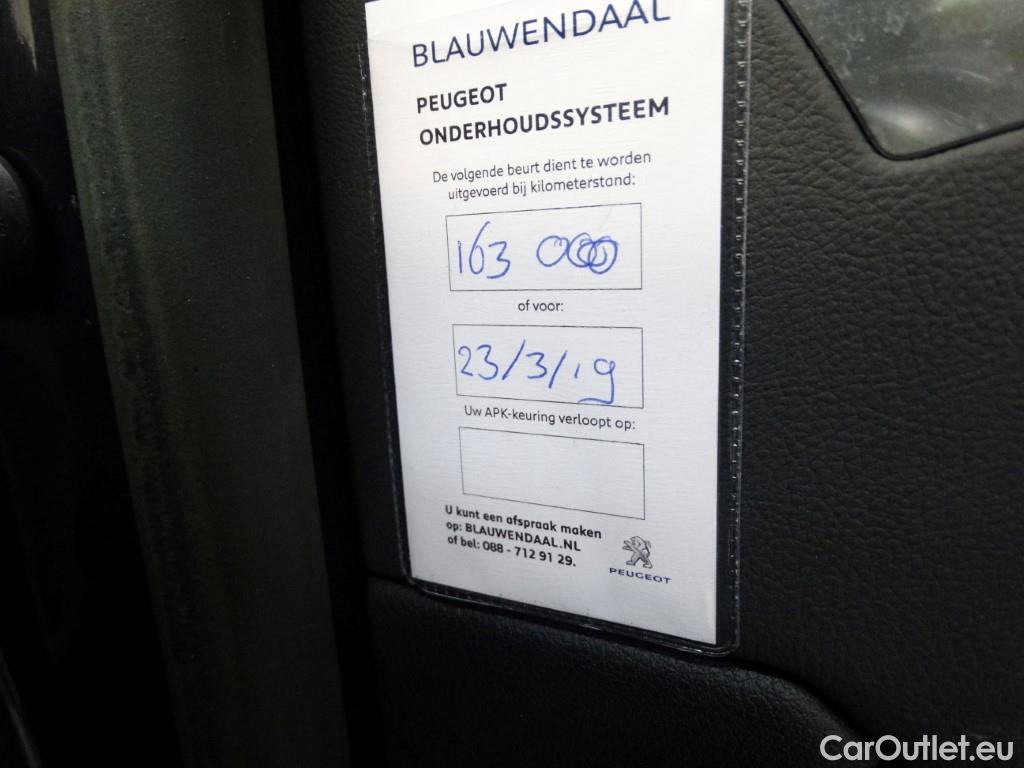 BLAUWENDAAL
PEUGEOT
ONDERHOUDSSYSTEEM
De volgende beurt dient te worden
uitgevoerd bij kilometerstand:
163 000
of voor:
23/3/19
Uw APK-keuring verloopt op:
U kunt een afspraak maken
op: BLAUWENDAAL.NL
of bel: 088 - 712 91 29.
PEUGEOT
CarOutlet.eu